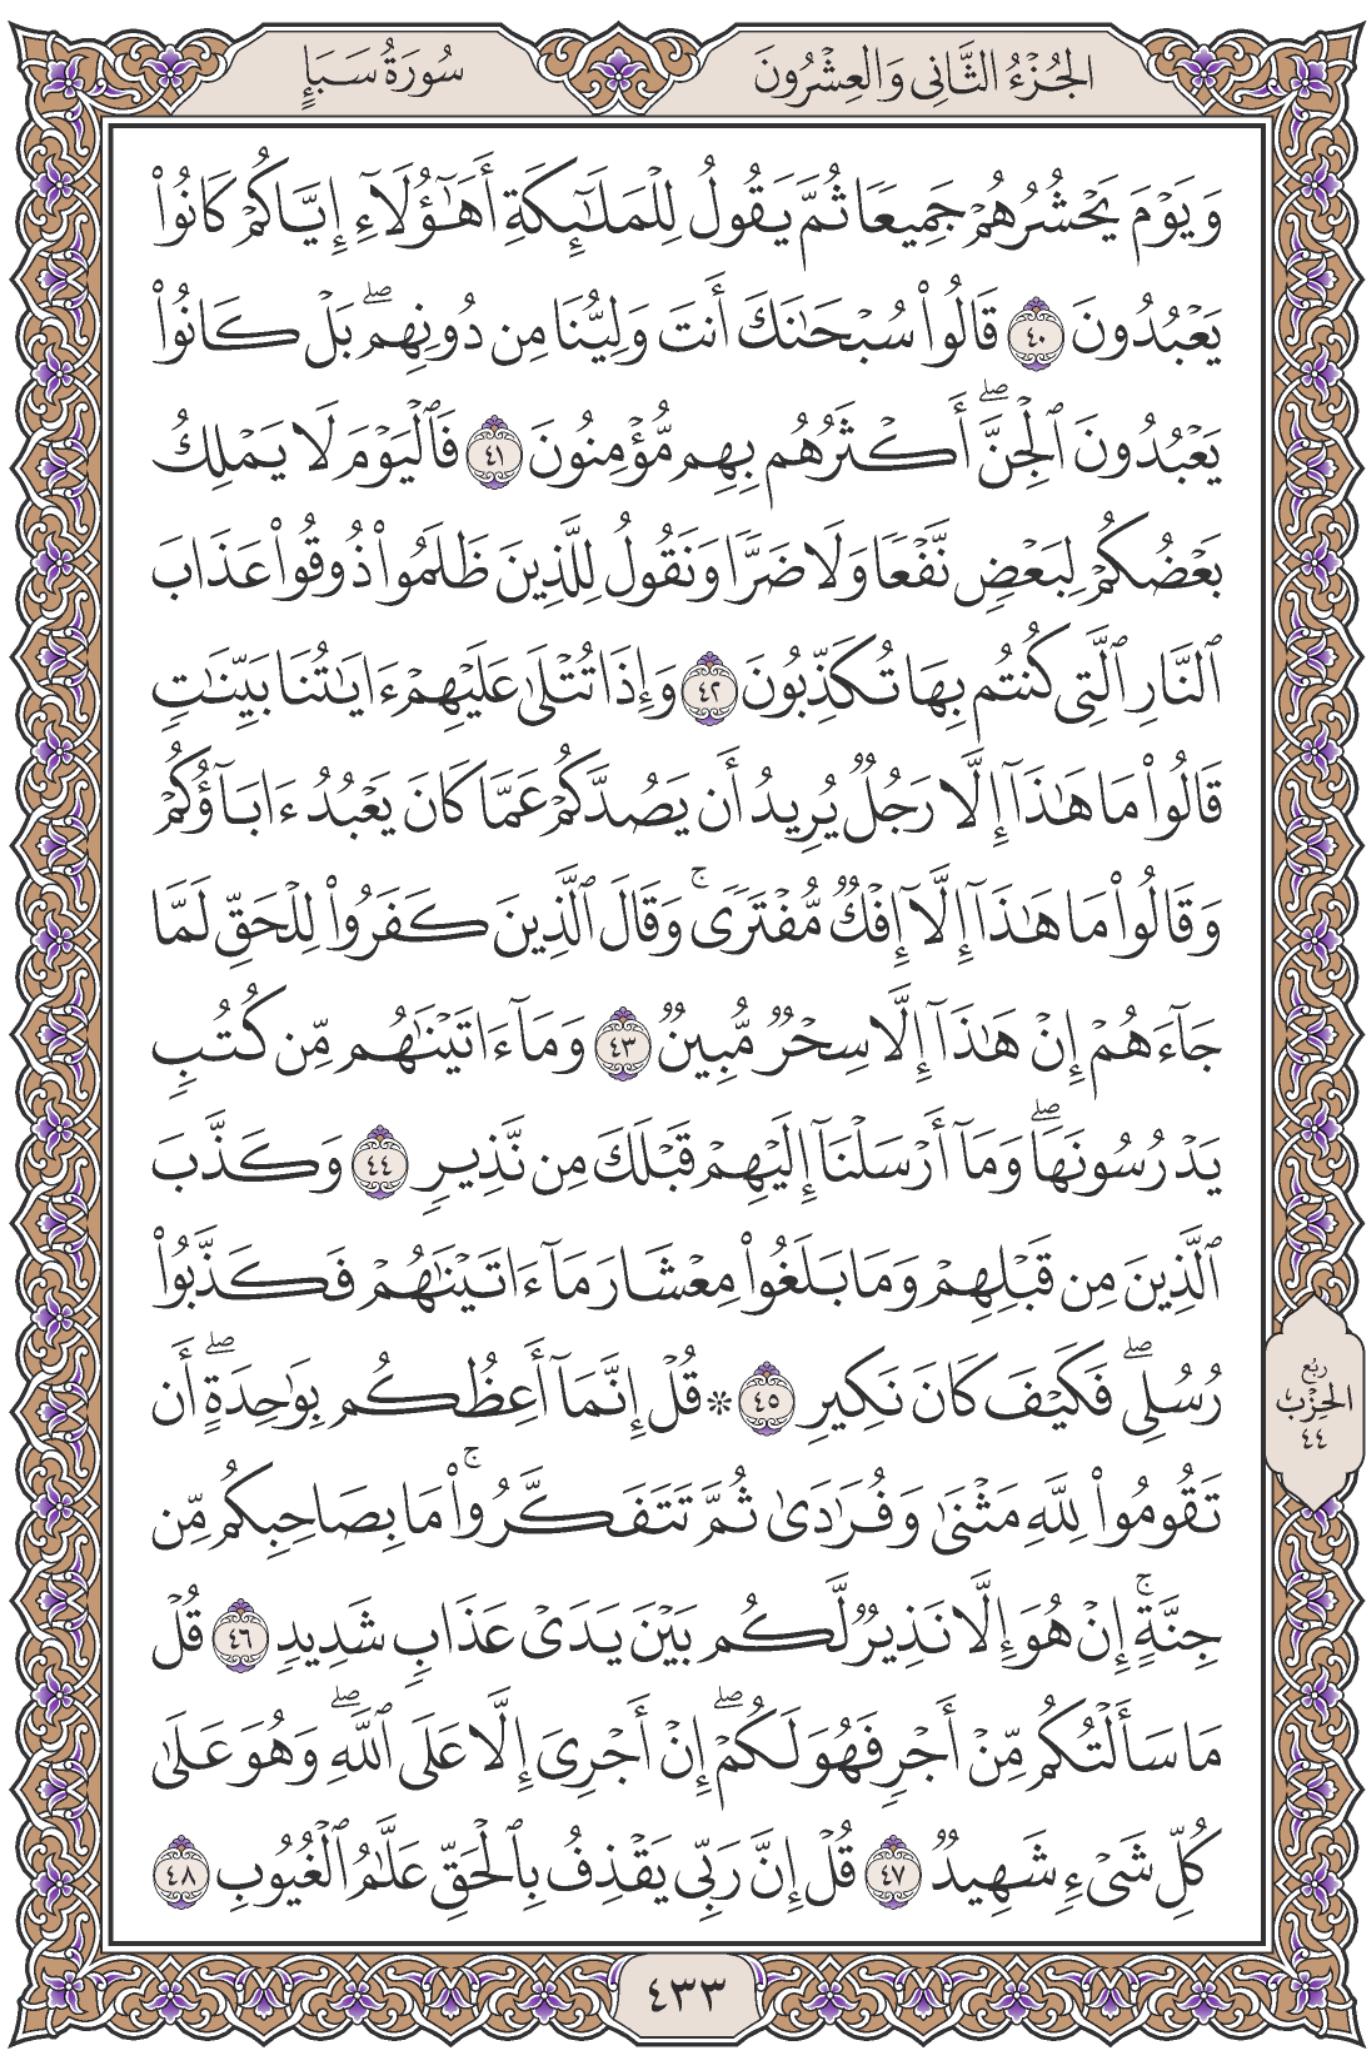 الجُزْءُ الثَّانِي وَالعِشْرُونَ
سُورَةُ سَبَإٍ
وَيَوْمَ يَحْشُرُهُمْ جَمِيعًا ثُمَّ يَقُولُ لِلْمَلَٰٓئِكَةِ أَهَٰٓؤُلَآءِ إِيَّاكُمْ كَانُوا۟
يَعْبُدُونَ ٤٠ قَالُوا۟ سُبْحَٰنَكَ أَنتَ وَلِيُّنَا مِن دُونِهِم ۖ بَلْ كَانُوا۟
يَعْبُدُونَ ٱلْجِنَّ ۖ أَكْثَرُهُم بِهِم مُّؤْمِنُونَ ٤١ فَٱلْيَوْمَ لَا يَمْلِكُ
بَعْضُكُمْ لِبَعْضٍ نَّفْعًا وَلَا ضَرًّا وَنَقُولُ لِلَّذِينَ ظَلَمُوا۟ ذُوقُوا۟ عَذَابَ
ٱلنَّارِ ٱلَّتِى كُنتُم بِهَا تُكَذِّبُونَ ٤٢ وَإِذَا تُتْلَىٰ عَلَيْهِمْ ءَايَٰتُنَا بَيِّنَٰتٍ
قَالُوا۟ مَا هَٰذَآ إِلَّا رَجُلٌ يُرِيدُ أَن يَصُدَّكُمْ عَمَّا كَانَ يَعْبُدُ ءَابَآؤُكُمْ
وَقَالُوا۟ مَا هَٰذَآ إِلَّآ إِفْكٌ مُّفْتَرًى ۚ وَقَالَ ٱلَّذِينَ كَفَرُوا۟ لِلْحَقِّ لَمَّا
جَآءَهُمْ إِنْ هَٰذَآ إِلَّا سِحْرٌ مُّبِينٌ ٤٣ وَمَآ ءَاتَيْنَٰهُم مِّن كُتُبٍ
يَدْرُسُونَهَا ۖ وَمَآ أَرْسَلْنَآ إِلَيْهِمْ قَبْلَكَ مِن نَّذِيرٍ ٤٤ وَكَذَّبَ
ٱلَّذِينَ مِن قَبْلِهِمْ وَمَا بَلَغُوا۟ مِعْشَارَ مَآ ءَاتَيْنَٰهُمْ فَكَذَّبُوا۟
رُسُلِى ۖ فَكَيْفَ كَانَ نَكِيرِ ٤٥ * قُلْ إِنَّمَآ أَعِظُكُم بِوَٰحِدَةٍ ۖ أَن
تَقُومُوا۟ لِلَّهِ مَثْنَىٰ وَفُرَٰدَىٰ ثُمَّ تَتَفَكَّرُوا۟ ۚ مَا بِصَاحِبِكُم مِّن
جِنَّةٍ ۚ إِنْ هُوَ إِلَّا نَذِيرٌ لَّكُم بَيْنَ يَدَىْ عَذَابٍ شَدِيدٍ ٤٦ قُلْ
مَا سَأَلْتُكُم مِّنْ أَجْرٍ فَهُوَ لَكُمْ ۖ إِنْ أَجْرِىَ إِلَّا عَلَى ٱللَّهِ ۖ وَهُوَ عَلَىٰ
كُلِّ شَىْءٍ شَهِيدٌ ٤٧ قُلْ إِنَّ رَبِّى يَقْذِفُ بِٱلْحَقِّ عَلَّٰمُ ٱلْغُيُوبِ ٤٨
ربُع
الحِزْب
٤٤
٤٣٣